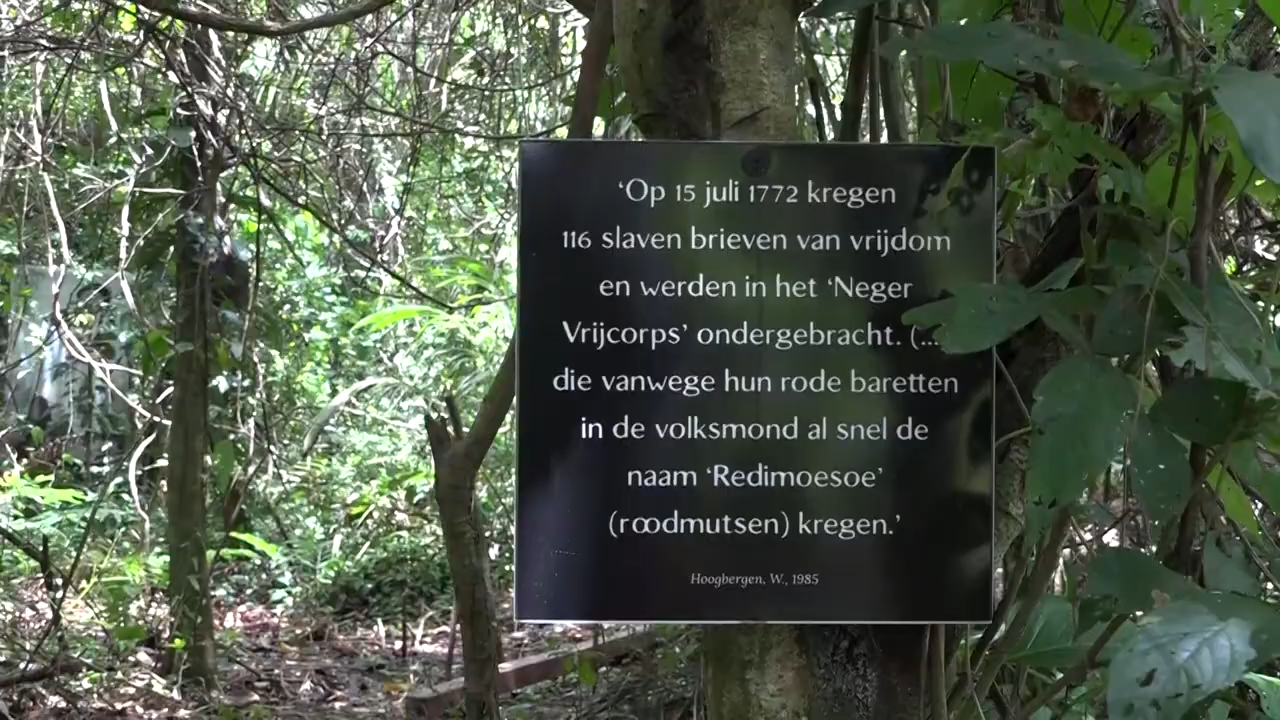 ‘Op 15 juli 1772 kregen
116 slaven brieven van vrijdom
en werden in het ‘Neger
Vrijcorps’ ondergebracht. (...
die vanwege hun rode baretten
in de volksmond al snel de
naam ‘Redimoesoe’
(roodmutsen) kregen.’
Hoogbergen, W., 1985